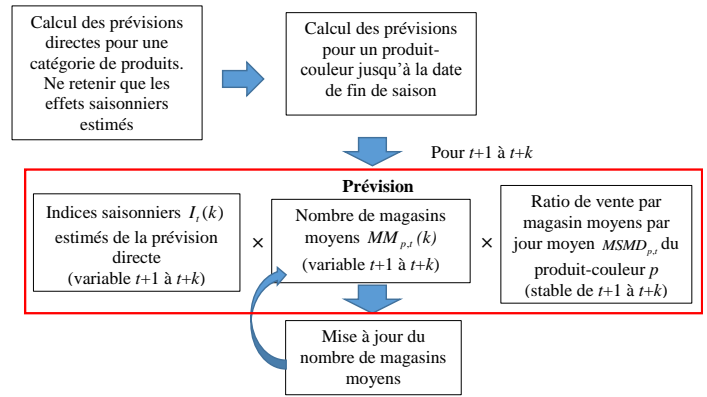 Calcul des prévisions
directes pour une
catégorie de produits.
Ne retenir que les
effets saisonniers
estimés
Calcul des prévisions
pour un produit-
couleur jusqu'à la date
de fin de saison
Pour t+1 à t+k
Prévision
Indices saisonniers I_t(k)
estimés de la prévision
directe
(variable t+1 à t+k)
×
Nombre de magasins
moyens MM_{p,t}(k)
(variable t+1 à t+k)
×
Ratio de vente par
magasin moyens par
jour moyen MSMD_{p,t} du
produit-couleur p
(stable de t+1 à t+k)
Mise à jour du
nombre de magasins
moyens